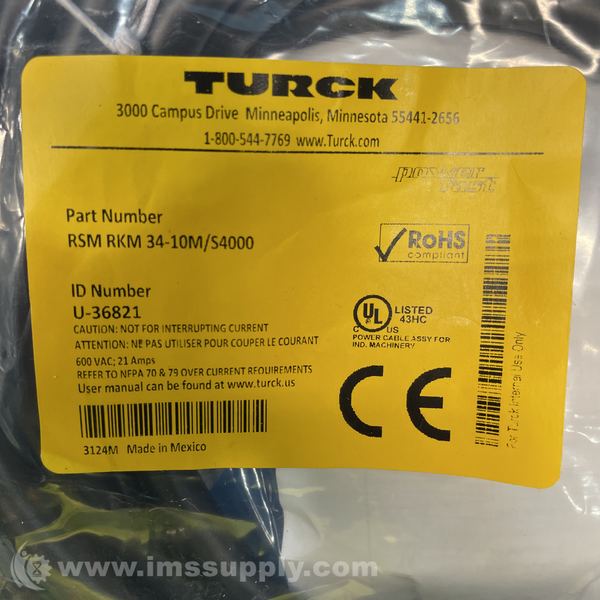 TURCK
3000 Campus Drive Minneapolis, Minnesota 55441-2656
1-800-544-7769 www.Turck.com
power
fast
Part Number
RSM RKM 34-10M/S4000
RoHS
compliant
ID Number
U-36821
CAUTION: NOT FOR INTERRUPTING CURRENT
ATTENTION: NE PAS UTILISER POUR COUPER LE COURANT
600 VAC; 21 Amps
REFER TO NFPA 70 & 79 OVER CURRENT REQUIREMENTS
User manual can be found at www.turck.us
UL
LISTED
43HC
C US
POWER CABLE ASSY FOR
IND. MACHINERY
CE
For Turck Internal Use Only
3124M Made in Mexico
www.imssupply.com